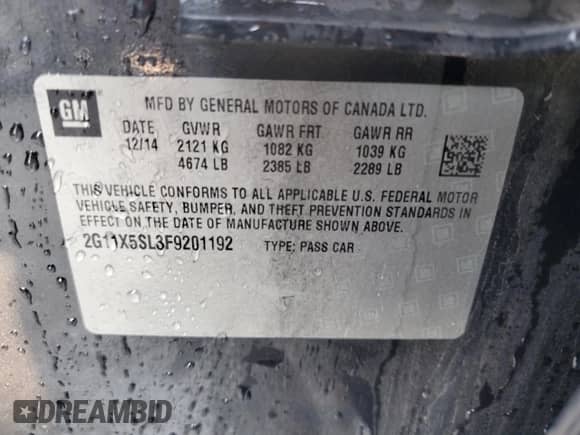 GM
MFD BY GENERAL MOTORS OF CANADA LTD.
DATE GVWR GAWR FRT GAWR RR
12/14 2121 KG 1082 KG 1039 KG
4674 LB 2385 LB 2289 LB
THIS VEHICLE CONFORMS TO ALL APPLICABLE U.S. FEDERAL MOTOR
VEHICLE SAFETY, BUMPER, AND THEFT PREVENTION STANDARDS IN
EFFECT ON THE DATE OF MANUFACTURE SHOWN ABOVE.
2G11X5SL3F9201192 TYPE: PASS CAR
DREAMBID